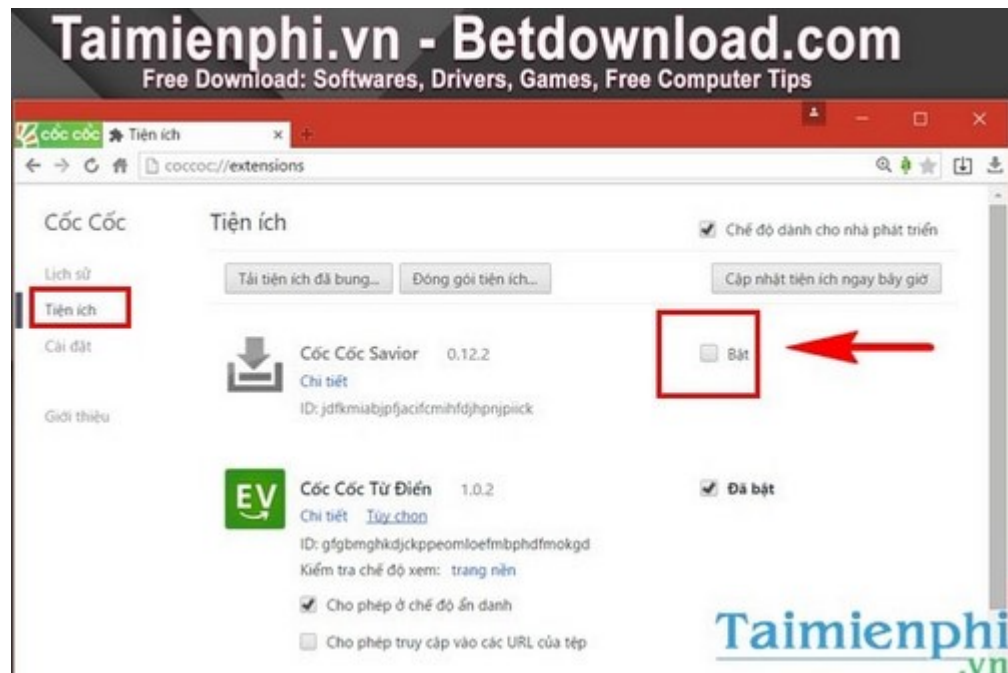 Taimienphi.vn - Betdownload.com
Free Download: Softwares, Drivers, Games, Free Computer Tips
cốc cốc Tiện ích
coccoc://extensions
Cốc Cốc
Tiện ích
Chế độ dành cho nhà phát triển
Lịch sử
Tải tiện ích đã bung...
Đóng gói tiện ích...
Cập nhật tiện ích ngay bây giờ
Tiện ích
Cài đặt
Cốc Cốc Savior 0.12.2
Bật
Chi tiết
ID: jdfkmiabjpfjacifcmihfdjhpnjpiick
Giới thiệu
EV
Cốc Cốc Từ Điển 1.0.2
Đã bật
Chi tiết Tùy chọn
ID: gfgbmghkdjckppeomloefmbphdfmokgd
Kiểm tra chế độ xem: trang nền
Cho phép ở chế độ ẩn danh
Cho phép truy cập vào các URL của tệp
Taimienphi
.vn